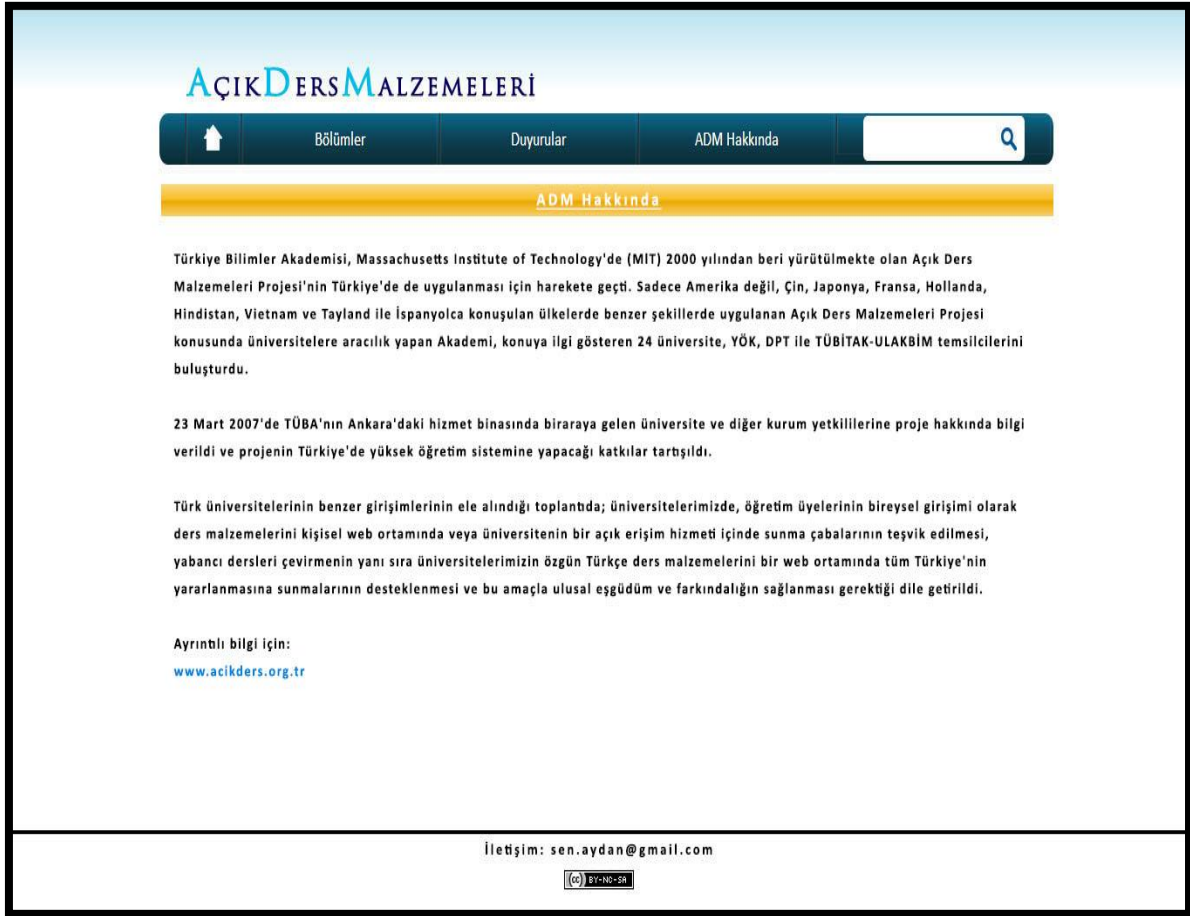 AÇIKDERSMALZEMELERİ
Bölümler Duyurular ADM Hakkında
ADM Hakkında
Türkiye Bilimler Akademisi, Massachusetts Institute of Technology'de (MIT) 2000 yılından beri yürütülmekte olan Açık Ders
Malzemeleri Projesi'nin Türkiye'de de uygulanması için harekete geçti. Sadece Amerika değil, Çin, Japonya, Fransa, Hollanda,
Hindistan, Vietnam ve Tayland ile İspanyolca konuşulan ülkelerde benzer şekillerde uygulanan Açık Ders Malzemeleri Projesi
konusunda üniversitelere aracılık yapan Akademi, konuya ilgi gösteren 24 üniversite, YÖK, DPT ile TÜBİTAK-ULAKBİM temsilcilerini
buluşturdu.
23 Mart 2007'de TÜBA'nın Ankara'daki hizmet binasında biraraya gelen üniversite ve diğer kurum yetkililerine proje hakkında bilgi
verildi ve projenin Türkiye'de yüksek öğretim sistemine yapacağı katkılar tartışıldı.
Türk üniversitelerinin benzer girişimlerinin ele alındığı toplantıda; üniversitelerimizde, öğretim üyelerinin bireysel girişimi olarak
ders malzemelerini kişisel web ortamında veya üniversitenin bir açık erişim hizmeti içinde sunma çabalarının teşvik edilmesi,
yabancı dersleri çevirmenin yanı sıra üniversitelerimizin özgün Türkçe ders malzemelerini bir web ortamında tüm Türkiye'nin
yararlanmasına sunmalarının desteklenmesi ve bu amaçla ulusal eşgüdüm ve farkındalığın sağlanması gerektiği dile getirildi.
Ayrıntılı bilgi için:
www.acikders.org.tr
İletişim: sen.aydan@gmail.com
(cc) BY-NC-SA